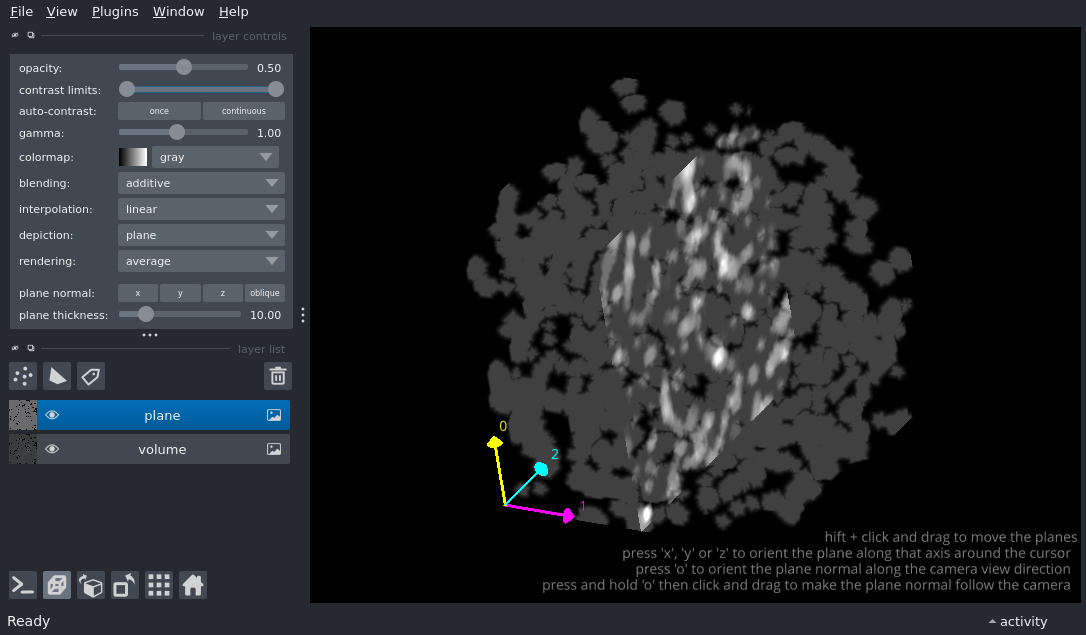 File View Plugins Window Help
layer controls
opacity: 0.50
contrast limits:
auto-contrast: once continuous
gamma: 1.00
colormap: gray
blending: additive
interpolation: linear
depiction: plane
rendering: average
plane normal: x y z oblique
plane thickness: 10.00
layer list
plane
volume
0
2
1
hift + click and drag to move the planes
press 'x', 'y' or 'z' to orient the plane along that axis around the cursor
press 'o' to orient the plane normal along the camera view direction
press and hold 'o' then click and drag to make the plane normal follow the camera
Ready activity